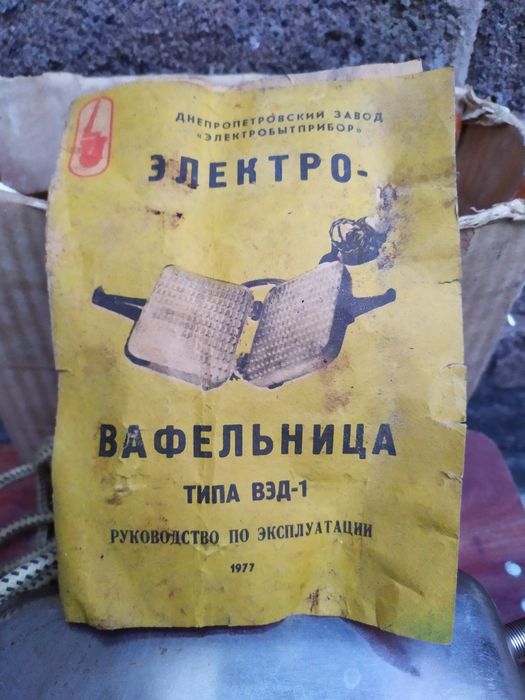 ДНЕПРОПЕТРОВСКИЙ ЗАВОД
«ЭЛЕКТРОБЫТПРИБОР»
ЭЛЕКТРО-
ВАФЕЛЬНИЦА
ТИПА ВЭД-1
РУКОВОДСТВО ПО ЭКСПЛУАТАЦИИ
1977